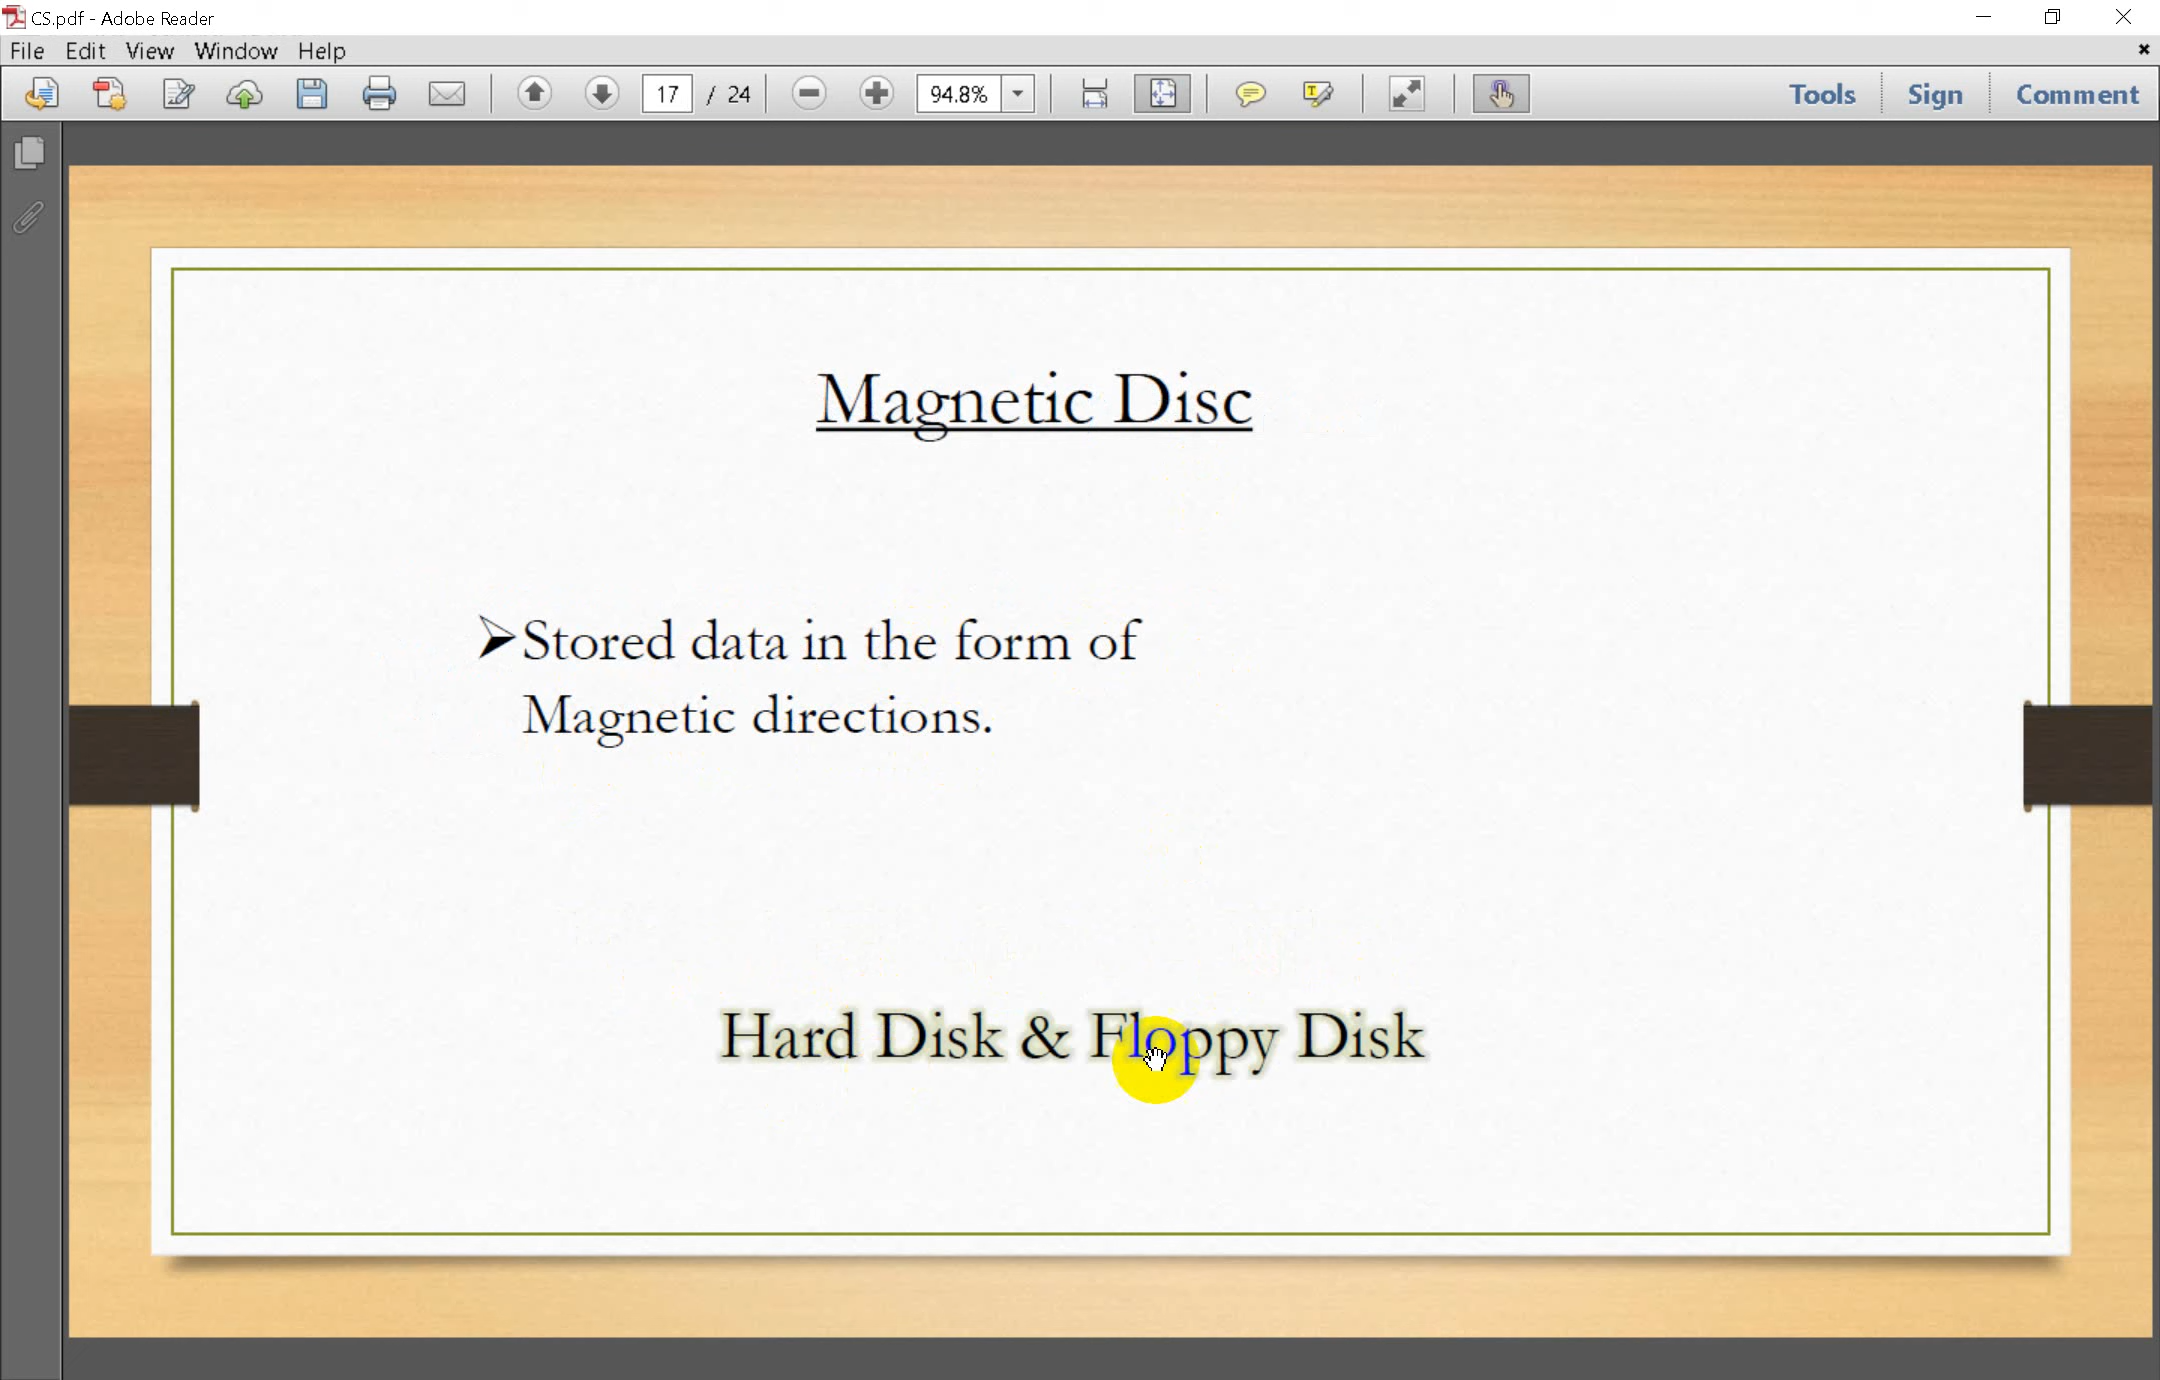 CS.pdf - Adobe Reader
File Edit View Window Help
17 / 24 94.8% Tools Sign Comment
Magnetic Disc
➢Stored data in the form of
Magnetic directions.
Hard Disk & Floppy Disk